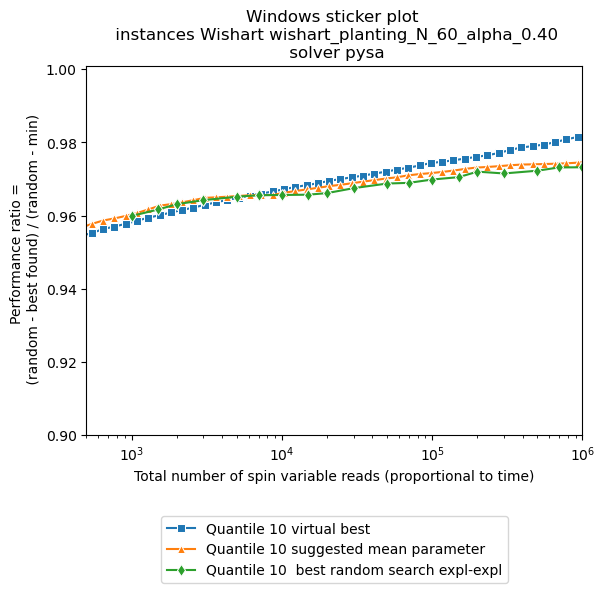 Windows sticker plot
instances Wishart wishart_planting_N_60_alpha_0.40
solver pysa
Performance ratio =
(random - best found) / (random - min)
1.00
0.98
0.96
0.94
0.92
0.90
10³
10⁴
10⁵
10⁶
Total number of spin variable reads (proportional to time)
Quantile 10 virtual best
Quantile 10 suggested mean parameter
Quantile 10  best random search expl-expl